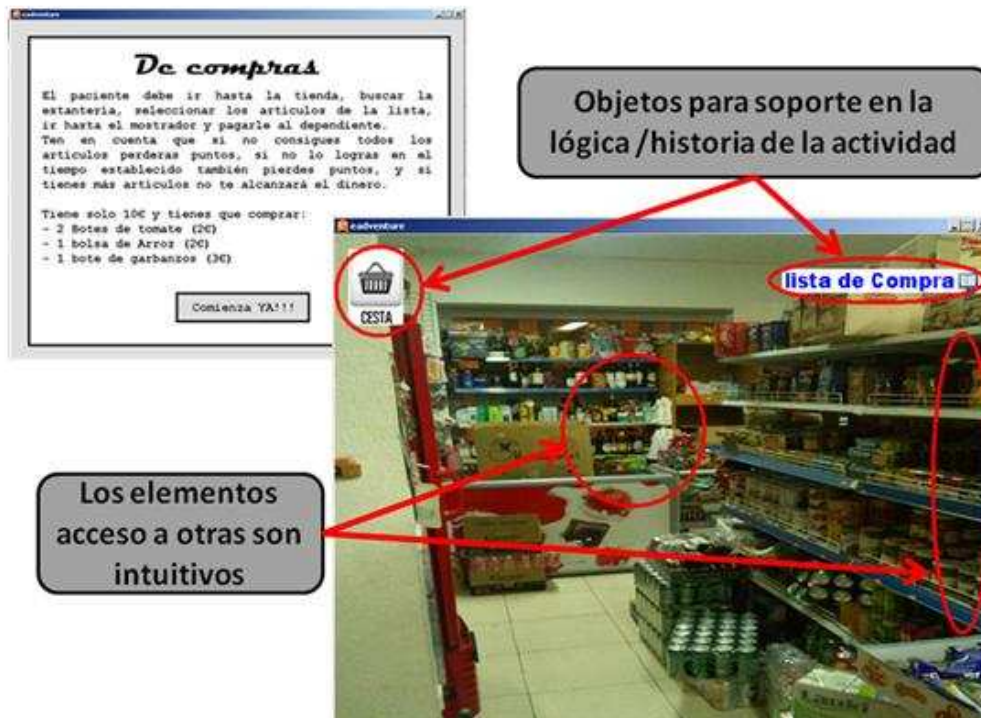 eadventure
De compras
El paciente debe ir hasta la tienda, buscar la
estantería, seleccionar los artículos de la lista,
ir hasta el mostrador y pagarle al dependiente.
Ten en cuenta que si no consigues todos los
articulos perderas puntos, si no lo logras en el
tiempo establecido también pierdes puntos, y si
tienes más articulos no te alcanzará el dinero.
Tiene solo 10€ y tienes que comprar:
- 2 Botes de tomate (2€)
- 1 bolsa de Arroz (2€)
- 1 bote de garbanzos (3€)
Comienza YA!!!
Objetos para soporte en la
lógica /historia de la actividad
eadventure
lista de Compra
CESTA
Los elementos
acceso a otras son
intuitivos